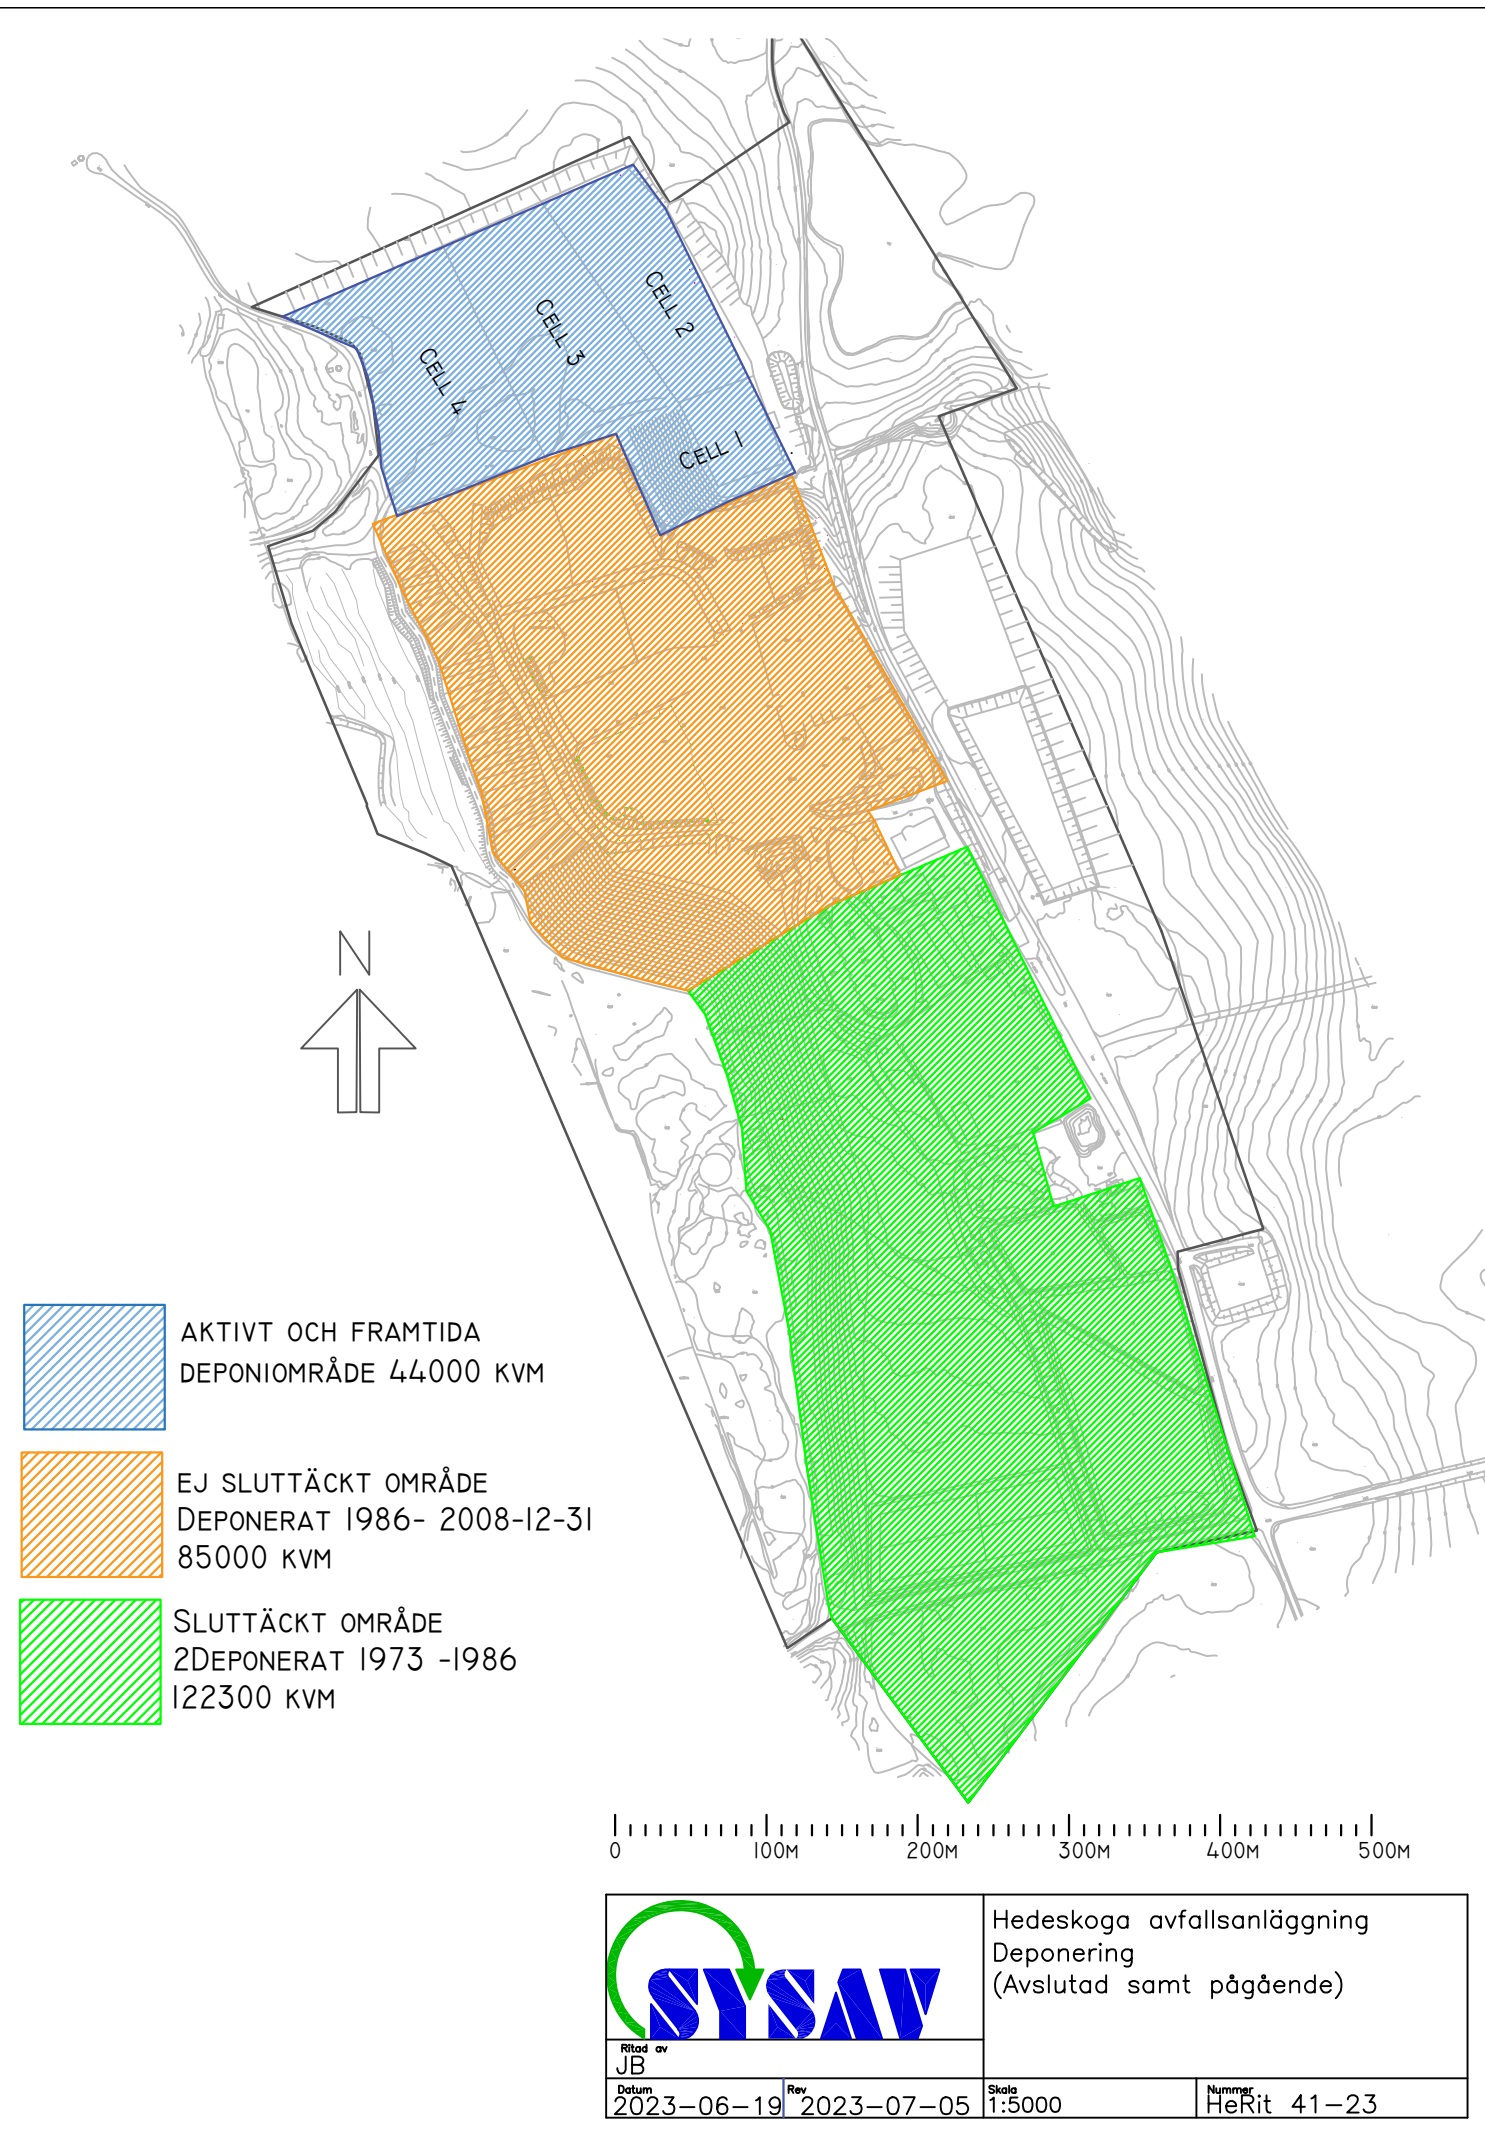 CELL 2
CELL 3
CELL 4
CELL 1
N
AKTIVT OCH FRAMTIDA
DEPONIOMRÅDE 44000 KVM
EJ SLUTTÄCKT OMRÅDE
DEPONERAT 1986- 2008-12-31
85000 KVM
SLUTTÄCKT OMRÅDE
2DEPONERAT 1973 -1986
122300 KVM
0 100M 200M 300M 400M 500M
SYSAV
Hedeskoga avfallsanläggning
Deponering
(Avslutad samt pågående)
Ritad av
JB
Datum
2023-06-19
Rev
2023-07-05
Skala
1:5000
Nummer
HeRit 41-23